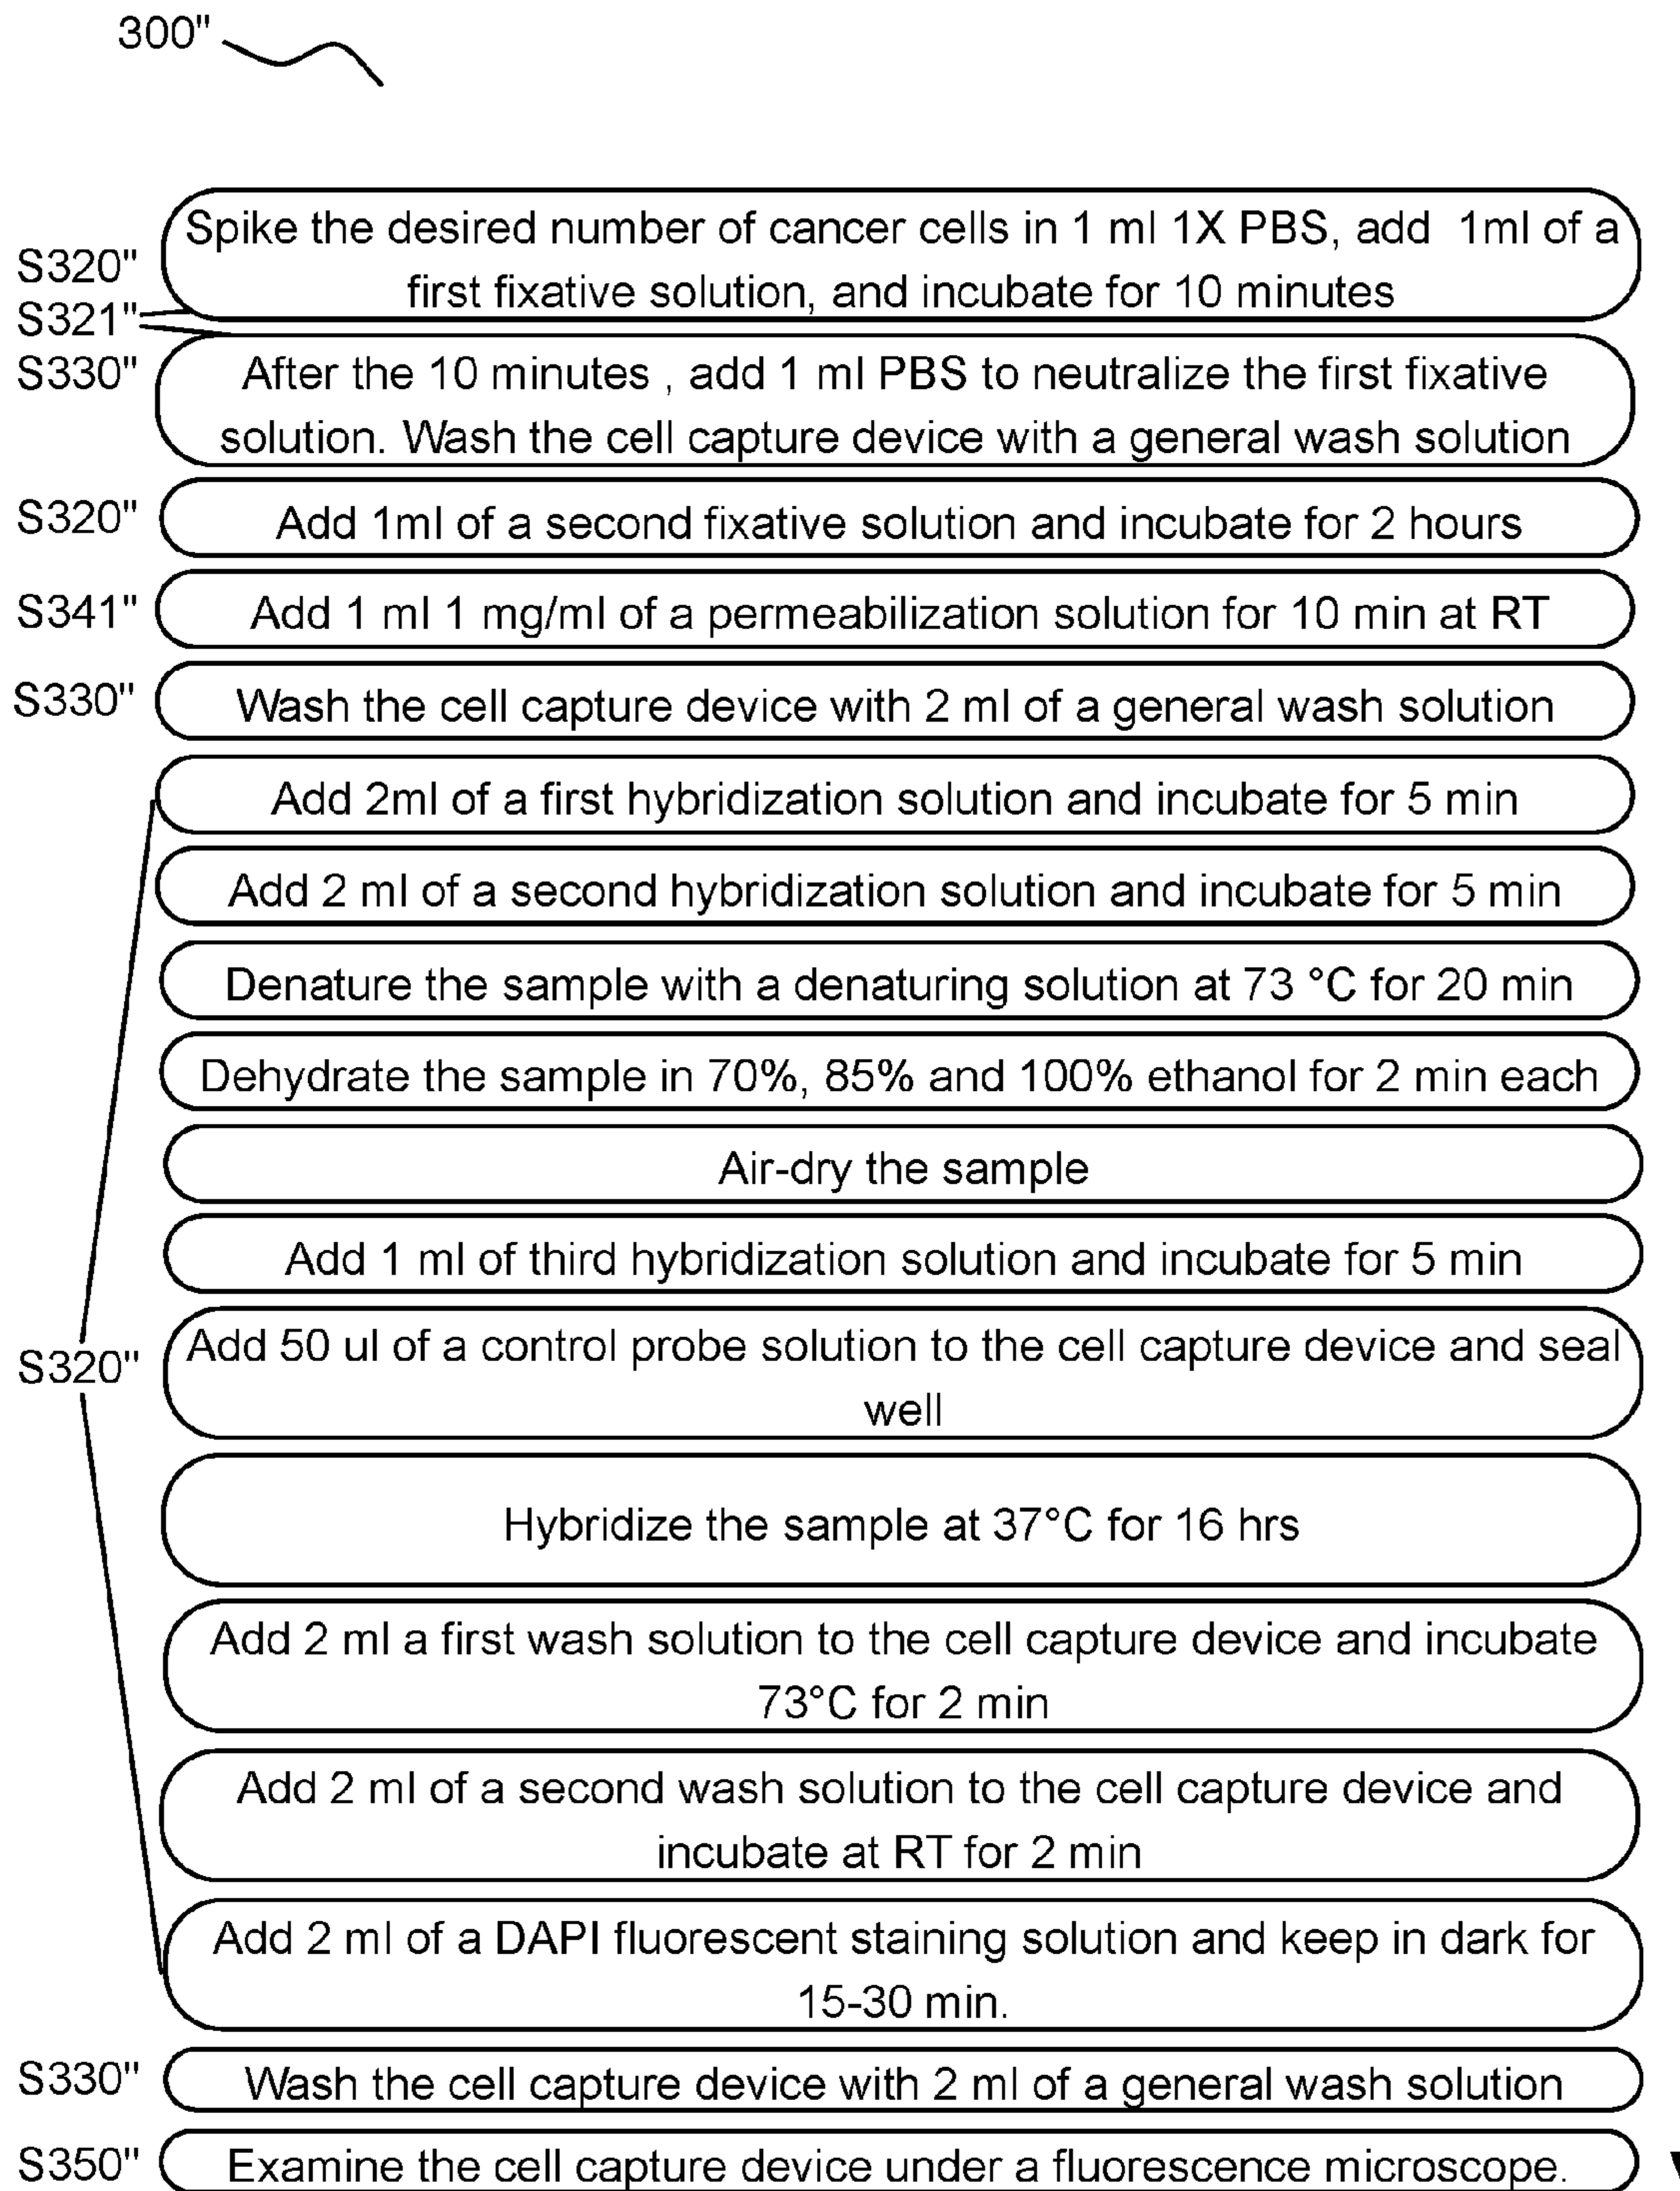 300"
S320"
Spike the desired number of cancer cells in 1 ml 1X PBS, add 1ml of a
first fixative solution, and incubate for 10 minutes
S321"
S330"
After the 10 minutes , add 1 ml PBS to neutralize the first fixative
solution. Wash the cell capture device with a general wash solution
S320"
Add 1ml of a second fixative solution and incubate for 2 hours
S341"
Add 1 ml 1 mg/ml of a permeabilization solution for 10 min at RT
S330"
Wash the cell capture device with 2 ml of a general wash solution
Add 2ml of a first hybridization solution and incubate for 5 min
Add 2 ml of a second hybridization solution and incubate for 5 min
Denature the sample with a denaturing solution at 73 °C for 20 min
Dehydrate the sample in 70%, 85% and 100% ethanol for 2 min each
Air-dry the sample
Add 1 ml of third hybridization solution and incubate for 5 min
S320"
Add 50 ul of a control probe solution to the cell capture device and seal
well
Hybridize the sample at 37°C for 16 hrs
Add 2 ml a first wash solution to the cell capture device and incubate
73°C for 2 min
Add 2 ml of a second wash solution to the cell capture device and
incubate at RT for 2 min
Add 2 ml of a DAPI fluorescent staining solution and keep in dark for
15-30 min.
S330"
Wash the cell capture device with 2 ml of a general wash solution
S350"
Examine the cell capture device under a fluorescence microscope.